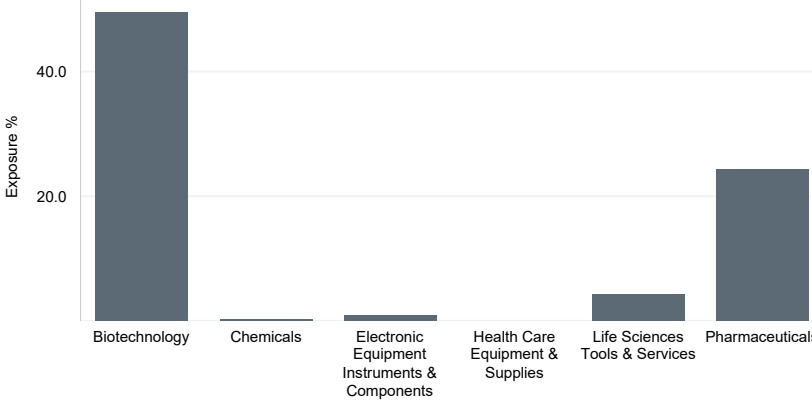 40.0
Exposure %
20.0
Biotechnology
Chemicals
Electronic
Equipment
Instruments &
Components
Health Care
Equipment &
Supplies
Life Sciences
Tools & Services
Pharmaceuticals